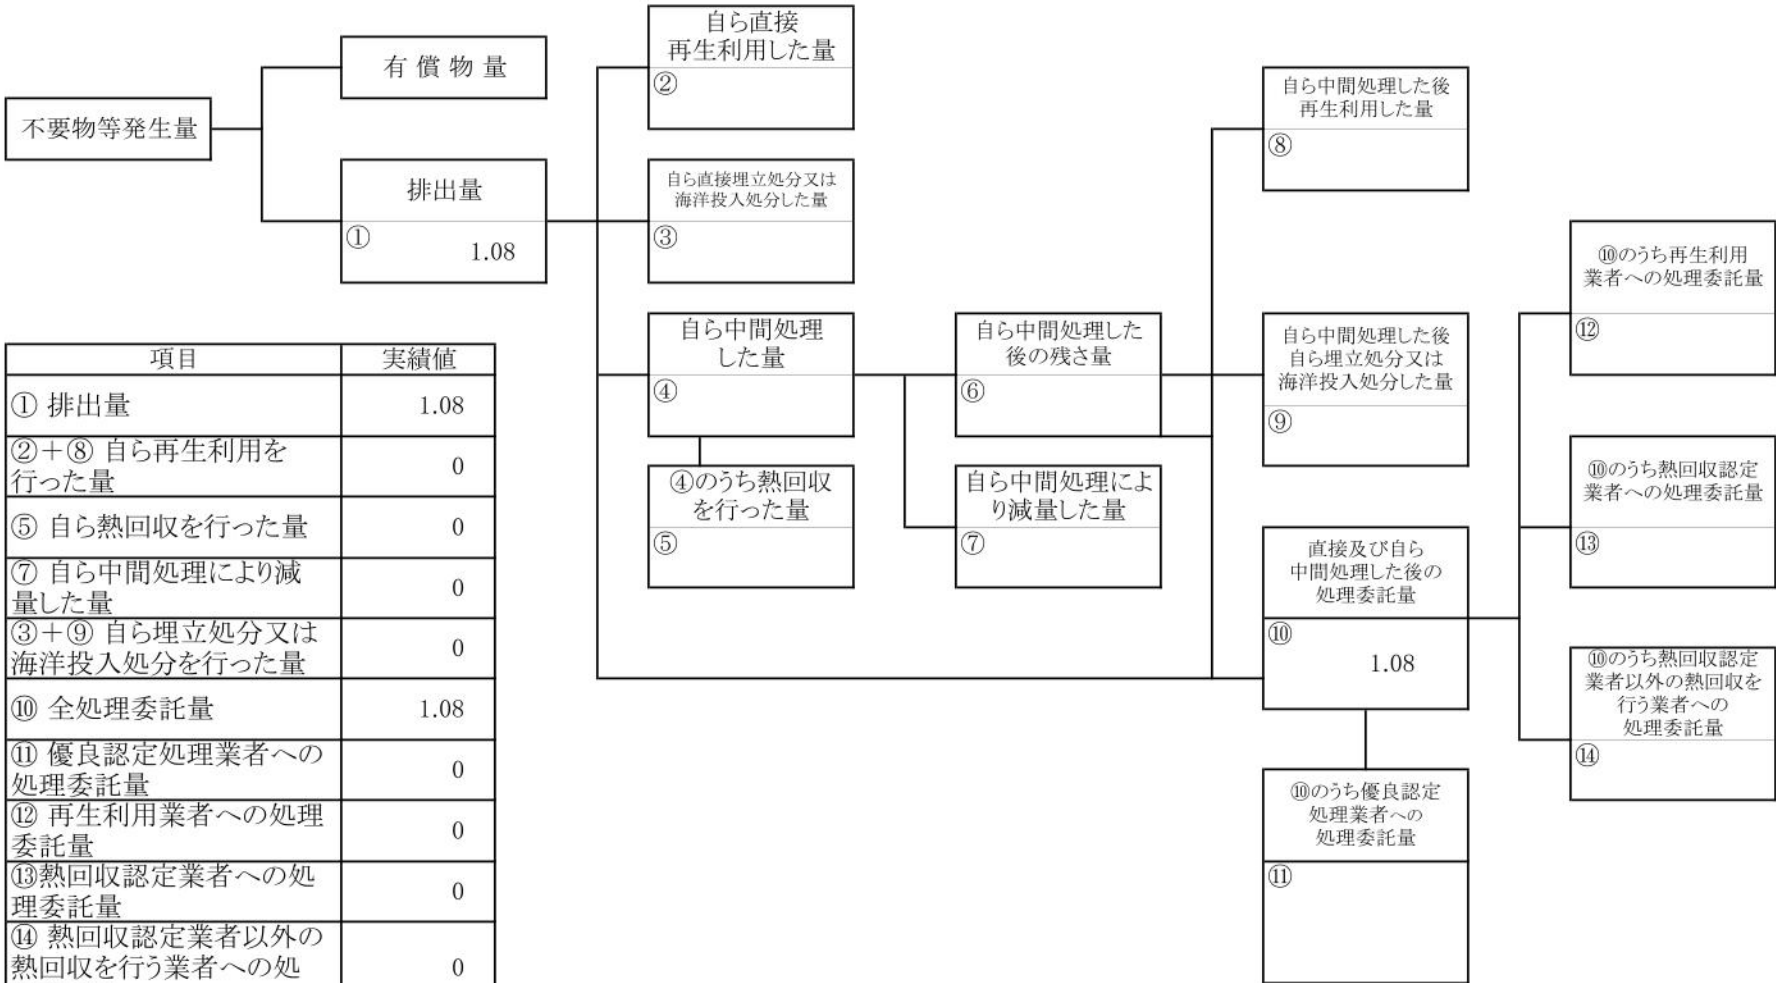 不要物等発生量
有 償 物 量
排出量
①
1.08
自ら直接
再生利用した量
②
自ら直接埋立処分又は
海洋投入処分した量
③
自ら中間処理
した量
④
④のうち熱回収
を行った量
⑤
自ら中間処理した
後の残さ量
⑥
自ら中間処理によ
り減量した量
⑦
自ら中間処理した後
再生利用した量
⑧
自ら中間処理した後
自ら埋立処分又は
海洋投入処分した量
⑨
直接及び自ら
中間処理した後の
処理委託量
⑩
1.08
⑩のうち優良認定
処理業者への
処理委託量
⑪
⑩のうち再生利用
業者への処理委託量
⑫
⑩のうち熱回収認定
業者への処理委託量
⑬
⑩のうち熱回収認定
業者以外の熱回収を
行う業者への
処理委託量
⑭
項目 実績値
① 排出量 1.08
②＋⑧ 自ら再生利用を
行った量 0
⑤ 自ら熱回収を行った量 0
⑦ 自ら中間処理により減
量した量 0
③＋⑨ 自ら埋立処分又は
海洋投入処分を行った量 0
⑩ 全処理委託量 1.08
⑪ 優良認定処理業者への
処理委託量 0
⑫ 再生利用業者への処理
委託量 0
⑬熱回収認定業者への処
理委託量 0
⑭ 熱回収認定業者以外の
熱回収を行う業者への処 0